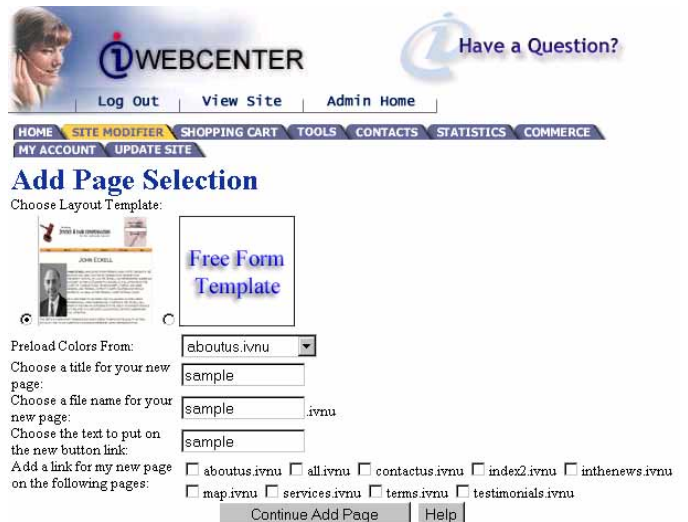 iWEBCENTER
Have a Question?
Log Out | View Site | Admin Home
HOME SITE MODIFIER SHOPPING CART TOOLS CONTACTS STATISTICS COMMERCE
MY ACCOUNT UPDATE SITE
Add Page Selection
Choose Layout Template:
JOHN ECKELL
Free Form
Template
Preload Colors From: aboutus.ivnu
Choose a title for your new
page:
sample
Choose a file name for your
new page:
sample .ivnu
Choose the text to put on
the new button link:
sample
Add a link for my new page
on the following pages:
aboutus.ivnu all.ivnu contactus.ivnu index2.ivnu inthenews.ivnu
map.ivnu services.ivnu terms.ivnu testimonials.ivnu
Continue Add Page Help